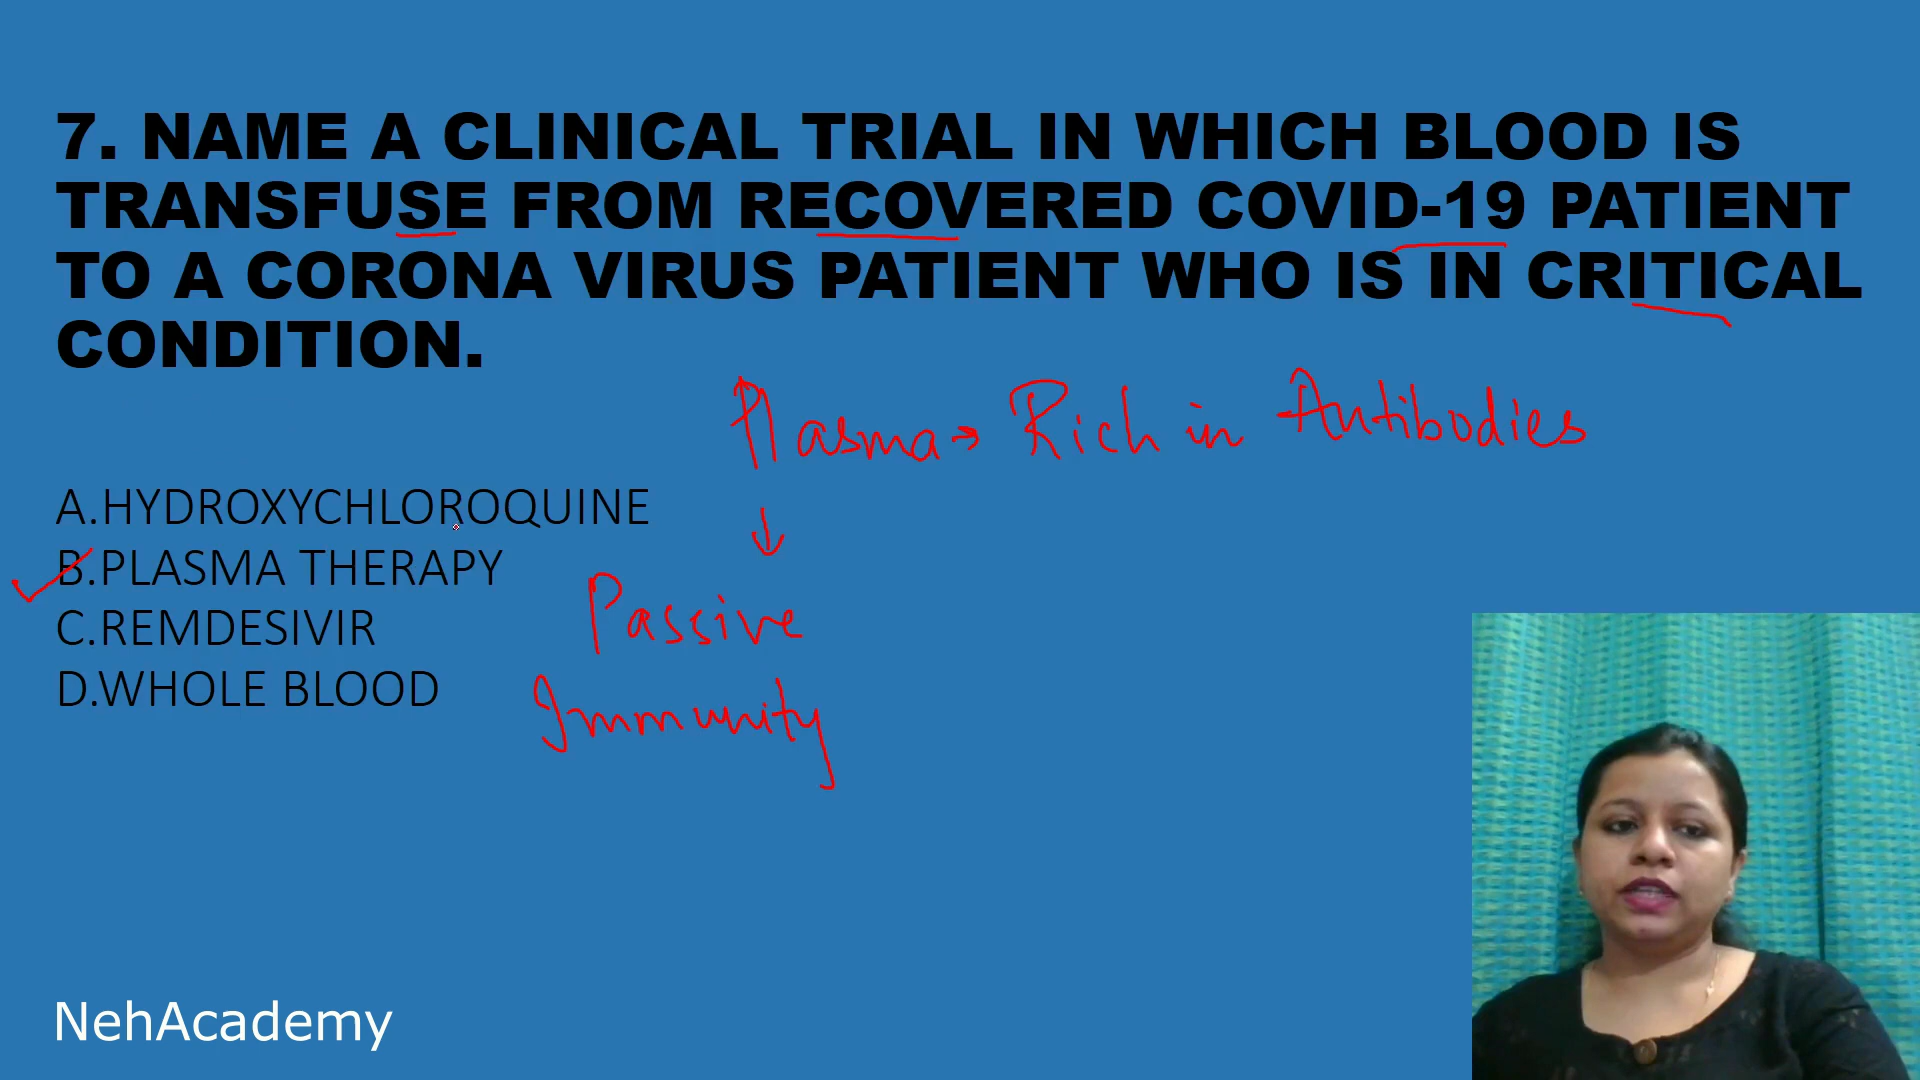 7. NAME A CLINICAL TRIAL IN WHICH BLOOD IS
TRANSFUSE FROM RECOVERED COVID-19 PATIENT
TO A CORONA VIRUS PATIENT WHO IS IN CRITICAL
CONDITION.
Plasma → Rich in Antibodies
A.HYDROXYCHLOROQUINE
B.PLASMA THERAPY
C.REMDESIVIR
D.WHOLE BLOOD
↓
Passive
Immunity
NehAcademy